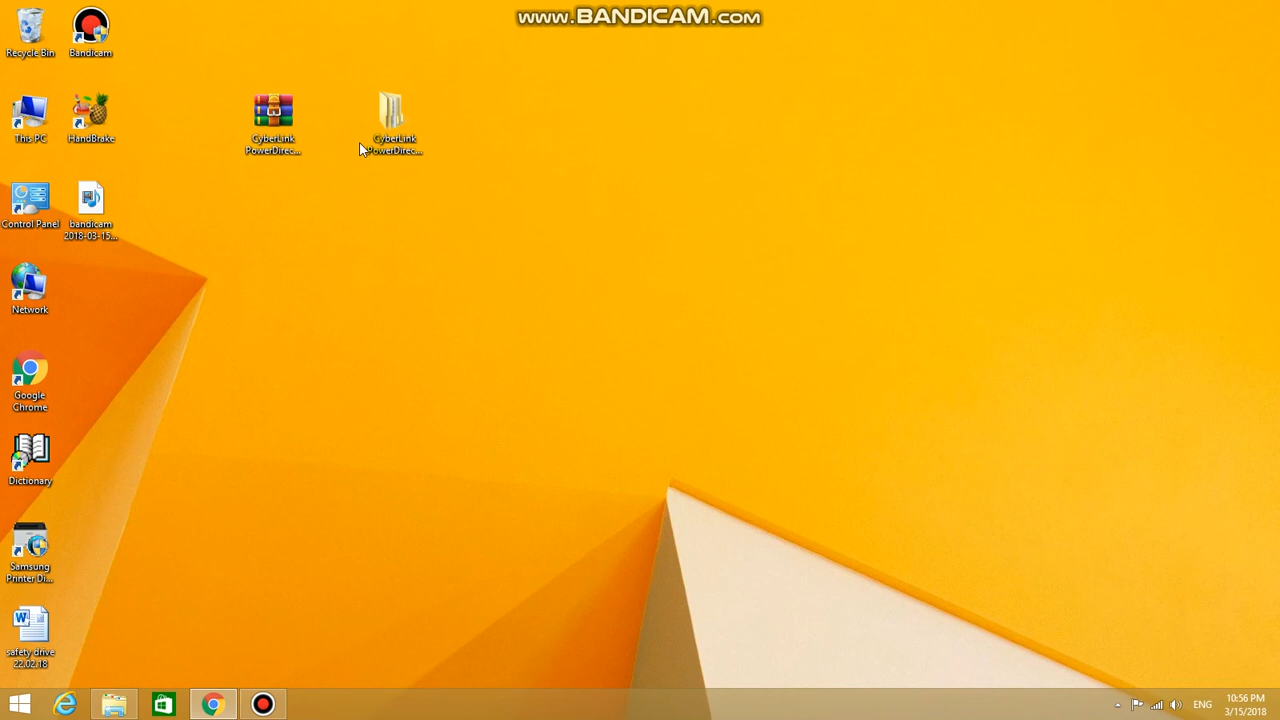 www.BANDICAM.com
Recycle Bin
Bandicam
This PC
HandBrake
CyberLink
PowerDirec...
CyberLink
PowerDirec...
Control Panel
bandicam
2018-03-15...
Network
Google
Chrome
Dictionary
Samsung
Printer Di...
safety drive
22.02.18
ENG
10:56 PM
3/15/2018